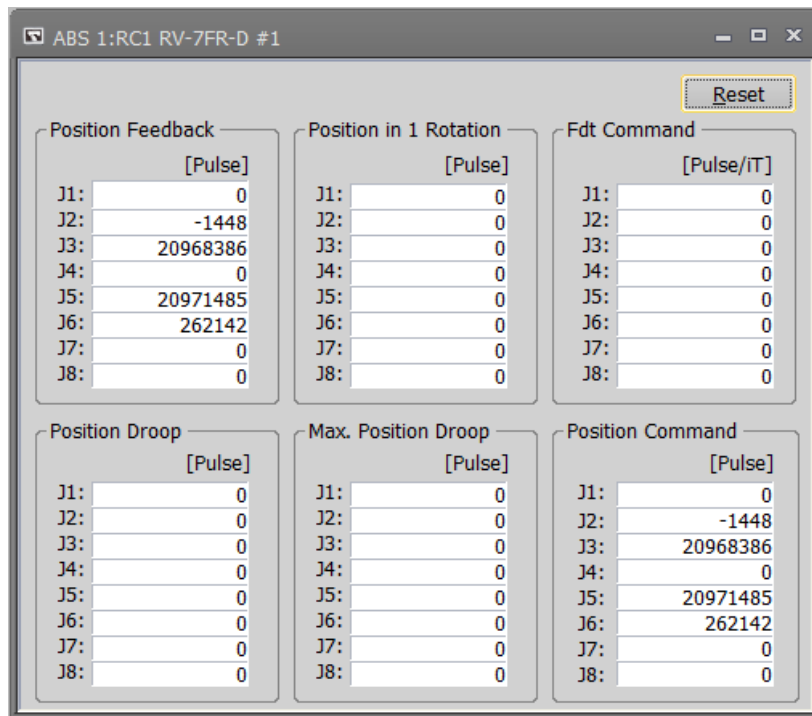 ABS 1:RC1 RV-7FR-D #1
Reset
Position Feedback
[Pulse]
J1: 0
J2: -1448
J3: 20968386
J4: 0
J5: 20971485
J6: 262142
J7: 0
J8: 0
Position in 1 Rotation
[Pulse]
J1: 0
J2: 0
J3: 0
J4: 0
J5: 0
J6: 0
J7: 0
J8: 0
Fdt Command
[Pulse/iT]
J1: 0
J2: 0
J3: 0
J4: 0
J5: 0
J6: 0
J7: 0
J8: 0
Position Droop
[Pulse]
J1: 0
J2: 0
J3: 0
J4: 0
J5: 0
J6: 0
J7: 0
J8: 0
Max. Position Droop
[Pulse]
J1: 0
J2: 0
J3: 0
J4: 0
J5: 0
J6: 0
J7: 0
J8: 0
Position Command
[Pulse]
J1: 0
J2: -1448
J3: 20968386
J4: 0
J5: 20971485
J6: 262142
J7: 0
J8: 0